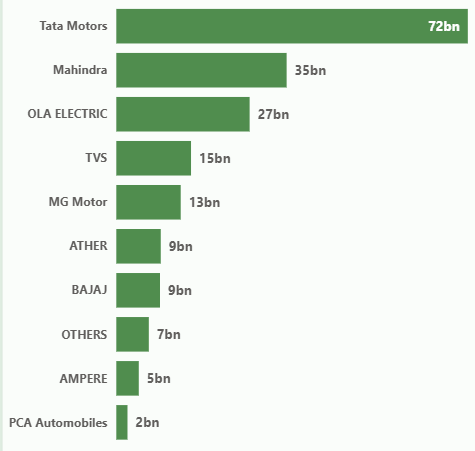 Tata Motors 72bn
Mahindra 35bn
OLA ELECTRIC 27bn
TVS 15bn
MG Motor 13bn
ATHER 9bn
BAJAJ 9bn
OTHERS 7bn
AMPERE 5bn
PCA Automobiles 2bn